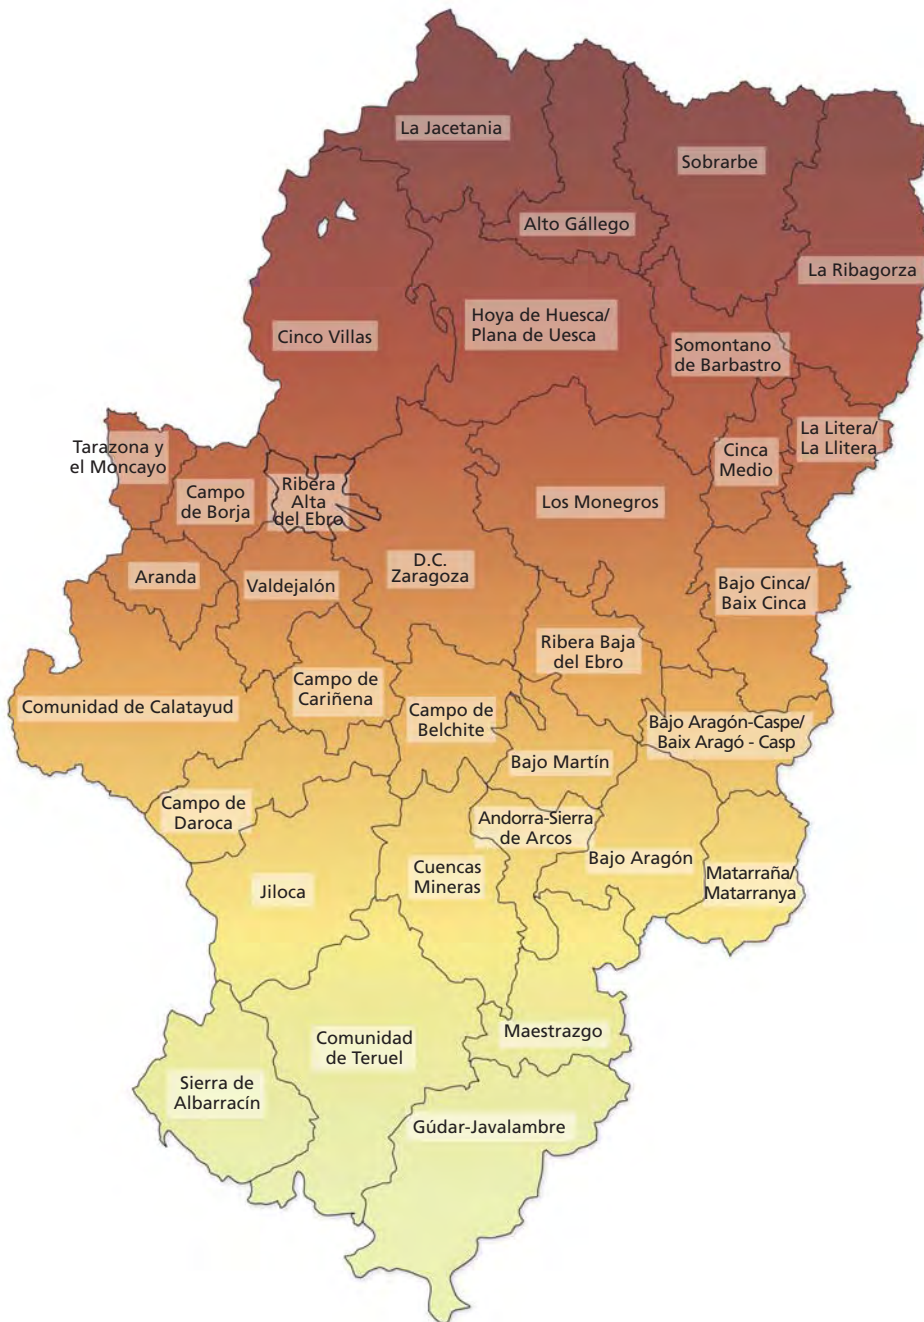 La Jacetania
Sobrarbe
Alto Gállego
La Ribagorza
Hoya de Huesca/
Plana de Uesca
Cinco Villas
Somontano
de Barbastro
Tarazona y
el Moncayo
La Litera/
La Llitera
Cinca
Medio
Campo
de Borja
Ribera
Alta
del Ebro
Los Monegros
Aranda
Valdejalón
D.C.
Zaragoza
Bajo Cinca/
Baix Cinca
Ribera Baja
del Ebro
Comunidad de Calatayud
Campo de
Cariñena
Campo de
Belchite
Bajo Aragón-Caspe/
Baix Aragó - Casp
Bajo Martín
Campo de
Daroca
Andorra-Sierra
de Arcos
Bajo Aragón
Cuencas
Mineras
Matarraña/
Matarranya
Jiloca
Maestrazgo
Comunidad
de Teruel
Sierra de
Albarracín
Gúdar-Javalambre